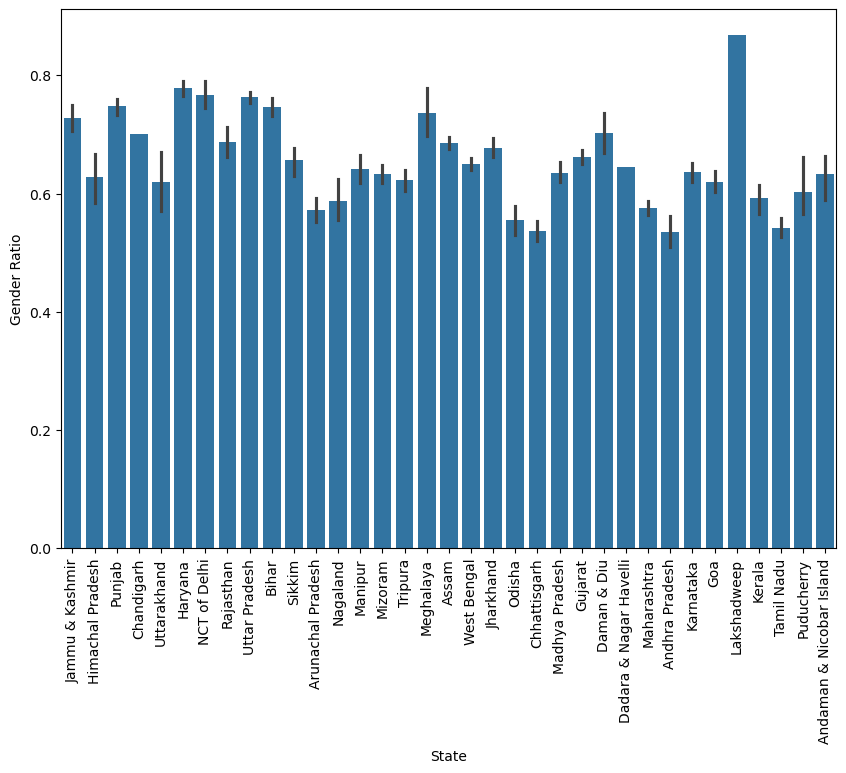 Gender Ratio
0.8
0.6
0.4
0.2
0.0
Jammu & Kashmir
Himachal Pradesh
Punjab
Chandigarh
Uttarakhand
Haryana
NCT of Delhi
Rajasthan
Uttar Pradesh
Bihar
Sikkim
Arunachal Pradesh
Nagaland
Manipur
Mizoram
Tripura
Meghalaya
Assam
West Bengal
Jharkhand
Odisha
Chhattisgarh
Madhya Pradesh
Gujarat
Daman & Diu
Dadara & Nagar Havelli
Maharashtra
Andhra Pradesh
Karnataka
Goa
Lakshadweep
Kerala
Tamil Nadu
Puducherry
Andaman & Nicobar Island
State